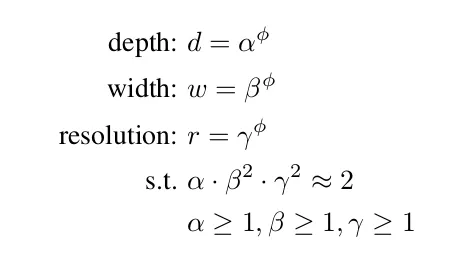 depth: d = α^ϕ
width: w = β^ϕ
resolution: r = γ^ϕ
s.t. α · β² · γ² ≈ 2
α ≥ 1, β ≥ 1, γ ≥ 1